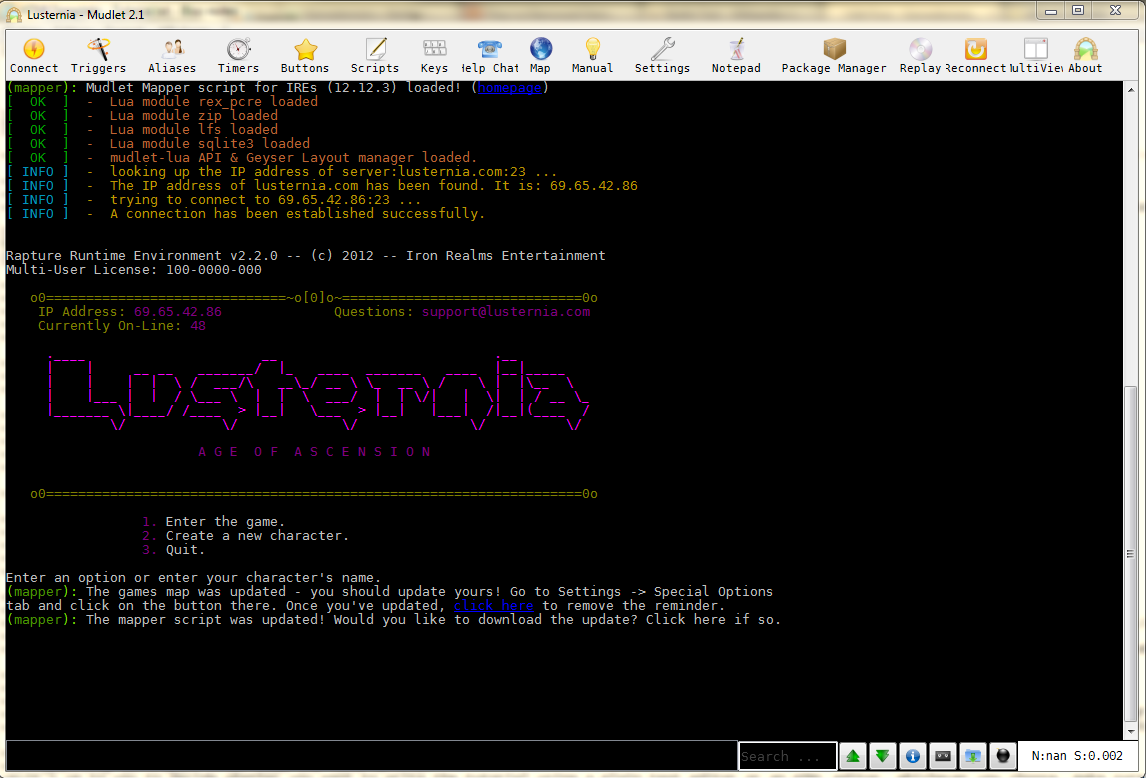 Lusternia - Mudlet 2.1
Connect Triggers Aliases Timers Buttons Scripts Keys Help Chat Map Manual Settings Notepad Package Manager Replay Reconnect MultiView About
(mapper): Mudlet Mapper script for IREs (12.12.3) loaded! (homepage)
[ OK ] - Lua module rex_pcre loaded
[ OK ] - Lua module zip loaded
[ OK ] - Lua module lfs loaded
[ OK ] - Lua module sqlite3 loaded
[ OK ] - mudlet-lua API & Geyser Layout manager loaded.
[ INFO ] - looking up the IP address of server:lusternia.com:23 ...
[ INFO ] - The IP address of lusternia.com has been found. It is: 69.65.42.86
[ INFO ] - trying to connect to 69.65.42.86:23 ...
[ INFO ] - A connection has been established successfully.
Rapture Runtime Environment v2.2.0 -- (c) 2012 -- Iron Realms Entertainment
Multi-User License: 100-0000-000
o0==============================~o[0]o~==============================0o
IP Address: 69.65.42.86 Questions: support@lusternia.com
Currently On-Line: 48
Lusternia
A G E O F A S C E N S I O N
o0===================================================================0o
1. Enter the game.
2. Create a new character.
3. Quit.
Enter an option or enter your character's name.
(mapper): The games map was updated - you should update yours! Go to Settings -> Special Options
tab and click on the button there. Once you've updated, click here to remove the reminder.
(mapper): The mapper script was updated! Would you like to download the update? Click here if so.
Search ... N:nan S:0.002